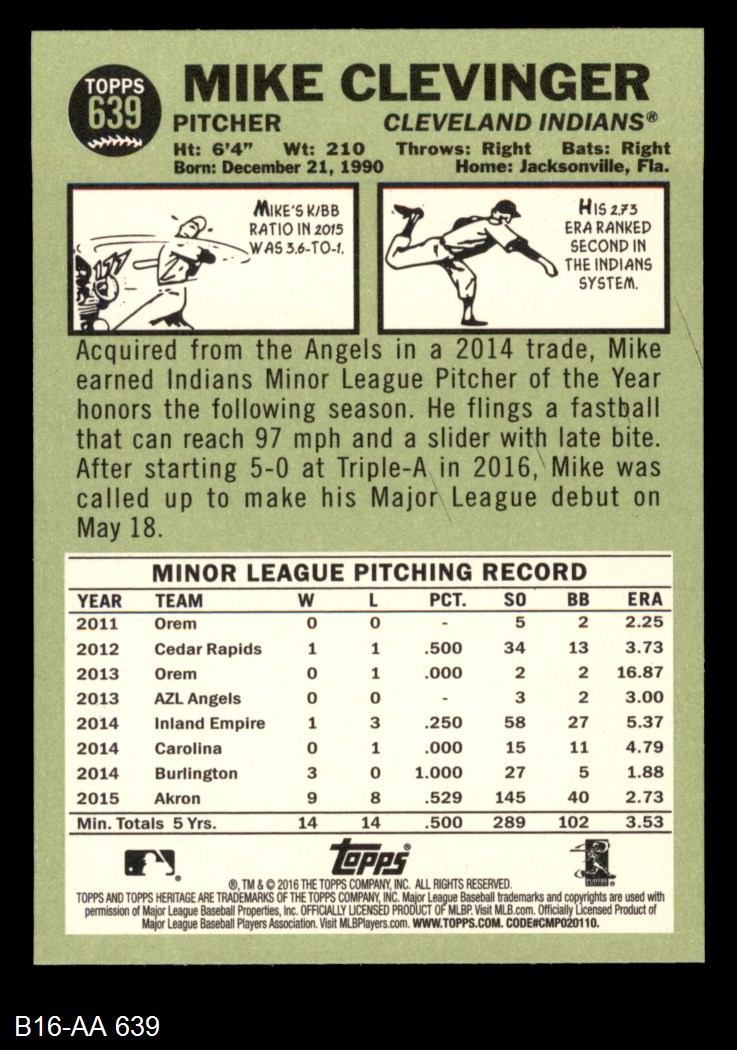 TOPPS
639
MIKE CLEVINGER
PITCHER CLEVELAND INDIANS®
Ht: 6'4" Wt: 210 Throws: Right Bats: Right
Born: December 21, 1990 Home: Jacksonville, Fla.
MIKE'S K/BB
RATIO IN 2015
WAS 3.6-TO-1.
HIS 2.73
ERA RANKED
SECOND IN
THE INDIANS
SYSTEM.
Acquired from the Angels in a 2014 trade, Mike
earned Indians Minor League Pitcher of the Year
honors the following season. He flings a fastball
that can reach 97 mph and a slider with late bite.
After starting 5-0 at Triple-A in 2016, Mike was
called up to make his Major League debut on
May 18.
MINOR LEAGUE PITCHING RECORD
YEAR TEAM W L PCT. SO BB ERA
2011 Orem 0 0 - 5 2 2.25
2012 Cedar Rapids 1 1 .500 34 13 3.73
2013 Orem 0 1 .000 2 2 16.87
2013 AZL Angels 0 0 - 3 2 3.00
2014 Inland Empire 1 3 .250 58 27 5.37
2014 Carolina 0 1 .000 15 11 4.79
2014 Burlington 3 0 1.000 27 5 1.88
2015 Akron 9 8 .529 145 40 2.73
Min. Totals 5 Yrs. 14 14 .500 289 102 3.53
Topps®
®, TM & © 2016 THE TOPPS COMPANY, INC. ALL RIGHTS RESERVED.
TOPPS AND TOPPS HERITAGE ARE TRADEMARKS OF THE TOPPS COMPANY, INC. Major League Baseball trademarks and copyrights are used with
permission of Major League Baseball Properties, Inc. OFFICIALLY LICENSED PRODUCT OF MLBP. Visit MLB.com. Officially Licensed Product of
Major League Baseball Players Association. Visit MLBPlayers.com. WWW.TOPPS.COM. CODE#CMP020110.
B16-AA 639